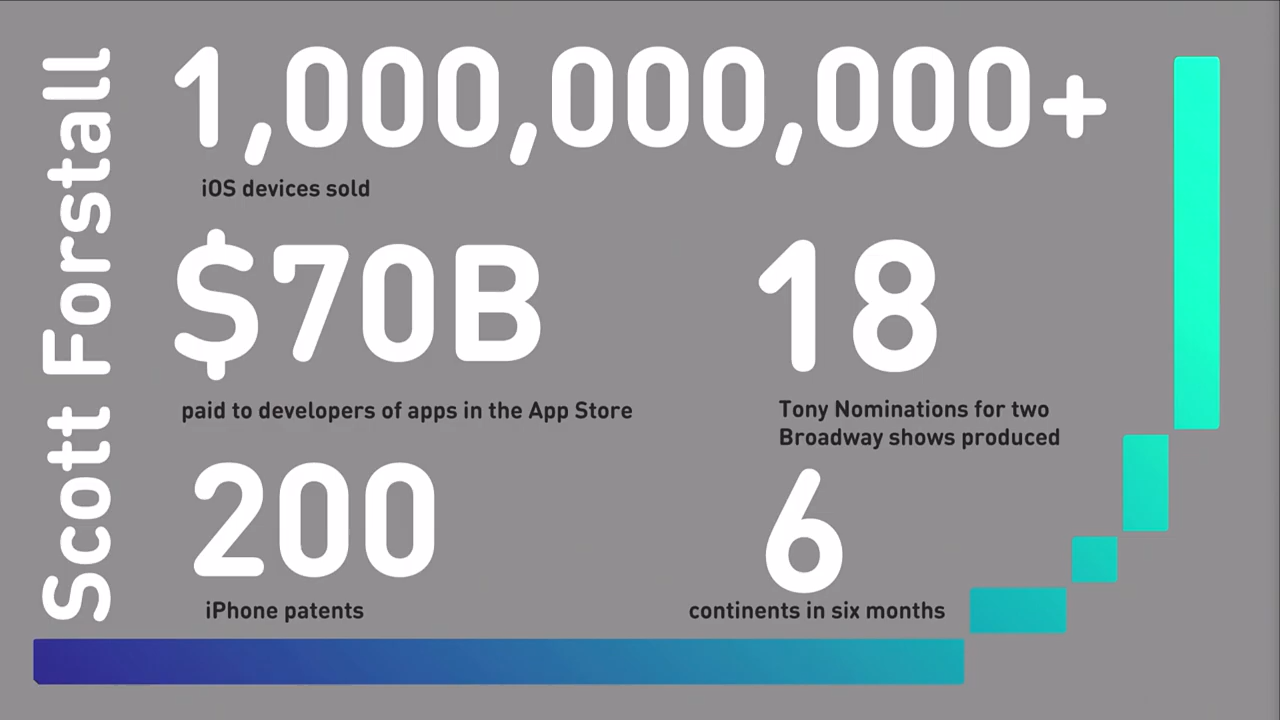 Scott Forstall
1,000,000,000+
iOS devices sold
$70B
paid to developers of apps in the App Store
18
Tony Nominations for two
Broadway shows produced
200
iPhone patents
6
continents in six months